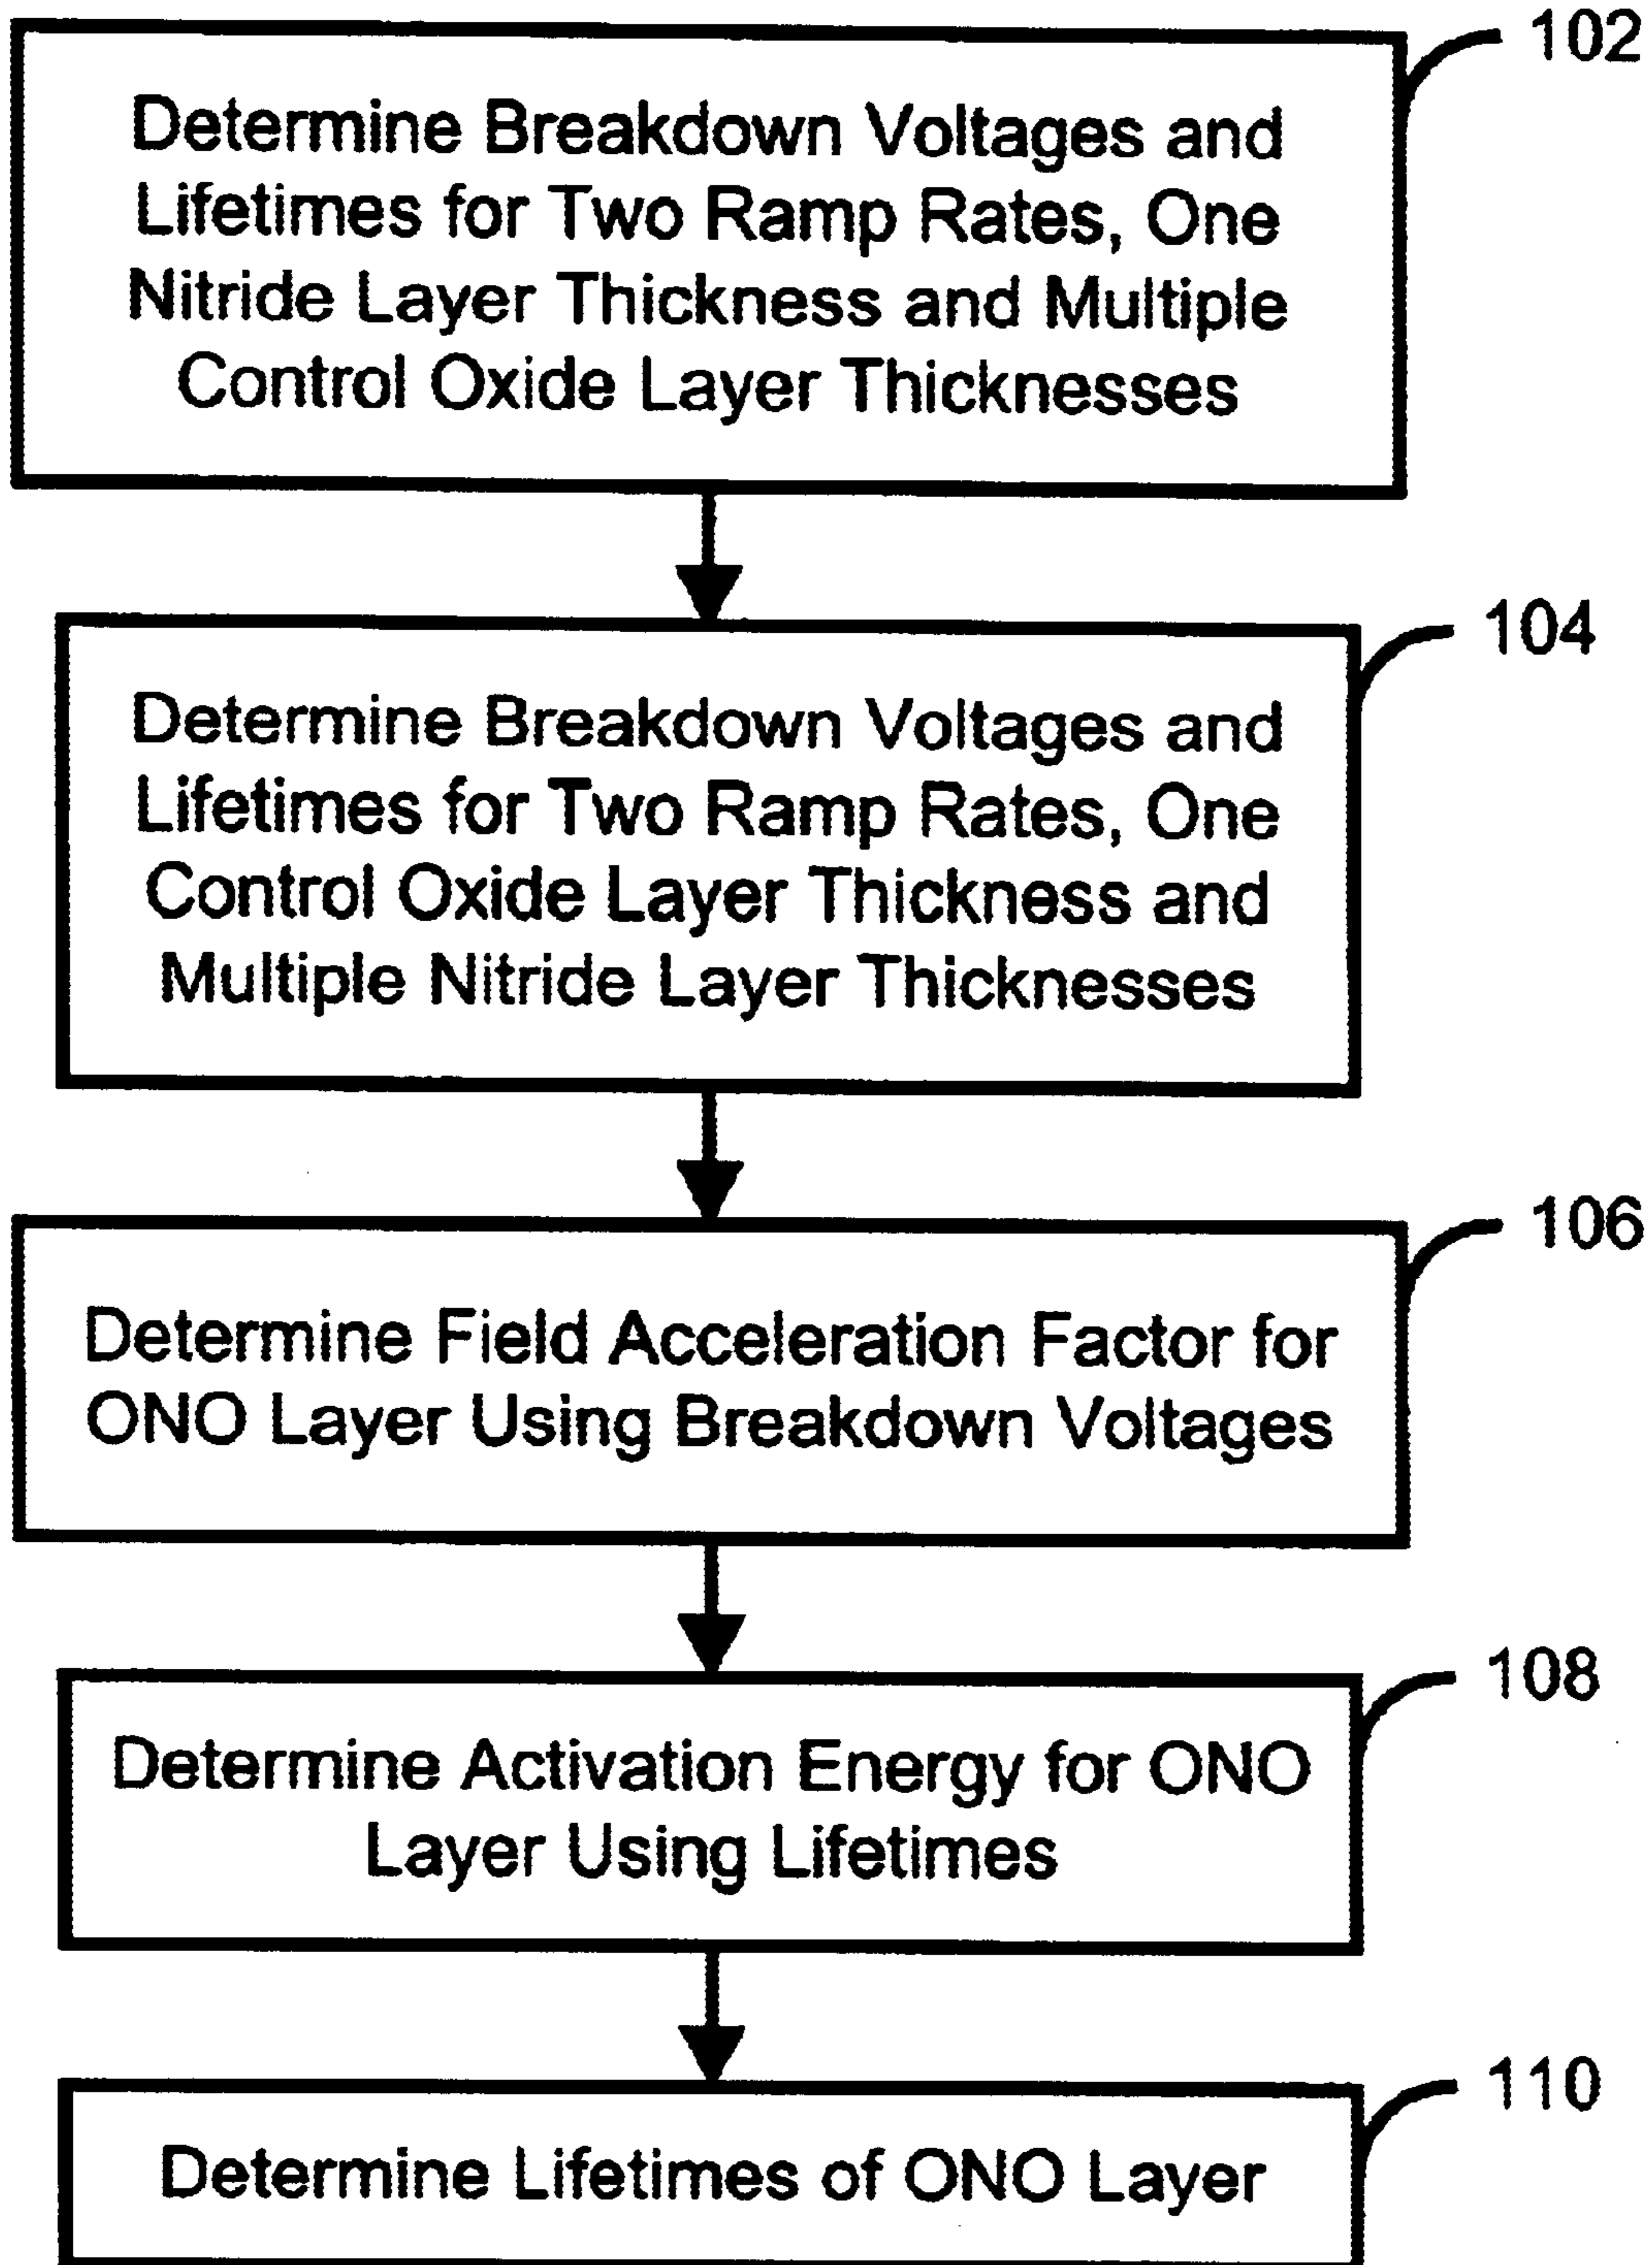 102
Determine Breakdown Voltages and
Lifetimes for Two Ramp Rates, One
Nitride Layer Thickness and Multiple
Control Oxide Layer Thicknesses
104
Determine Breakdown Voltages and
Lifetimes for Two Ramp Rates, One
Control Oxide Layer Thickness and
Multiple Nitride Layer Thicknesses
106
Determine Field Acceleration Factor for
ONO Layer Using Breakdown Voltages
108
Determine Activation Energy for ONO
Layer Using Lifetimes
110
Determine Lifetimes of ONO Layer